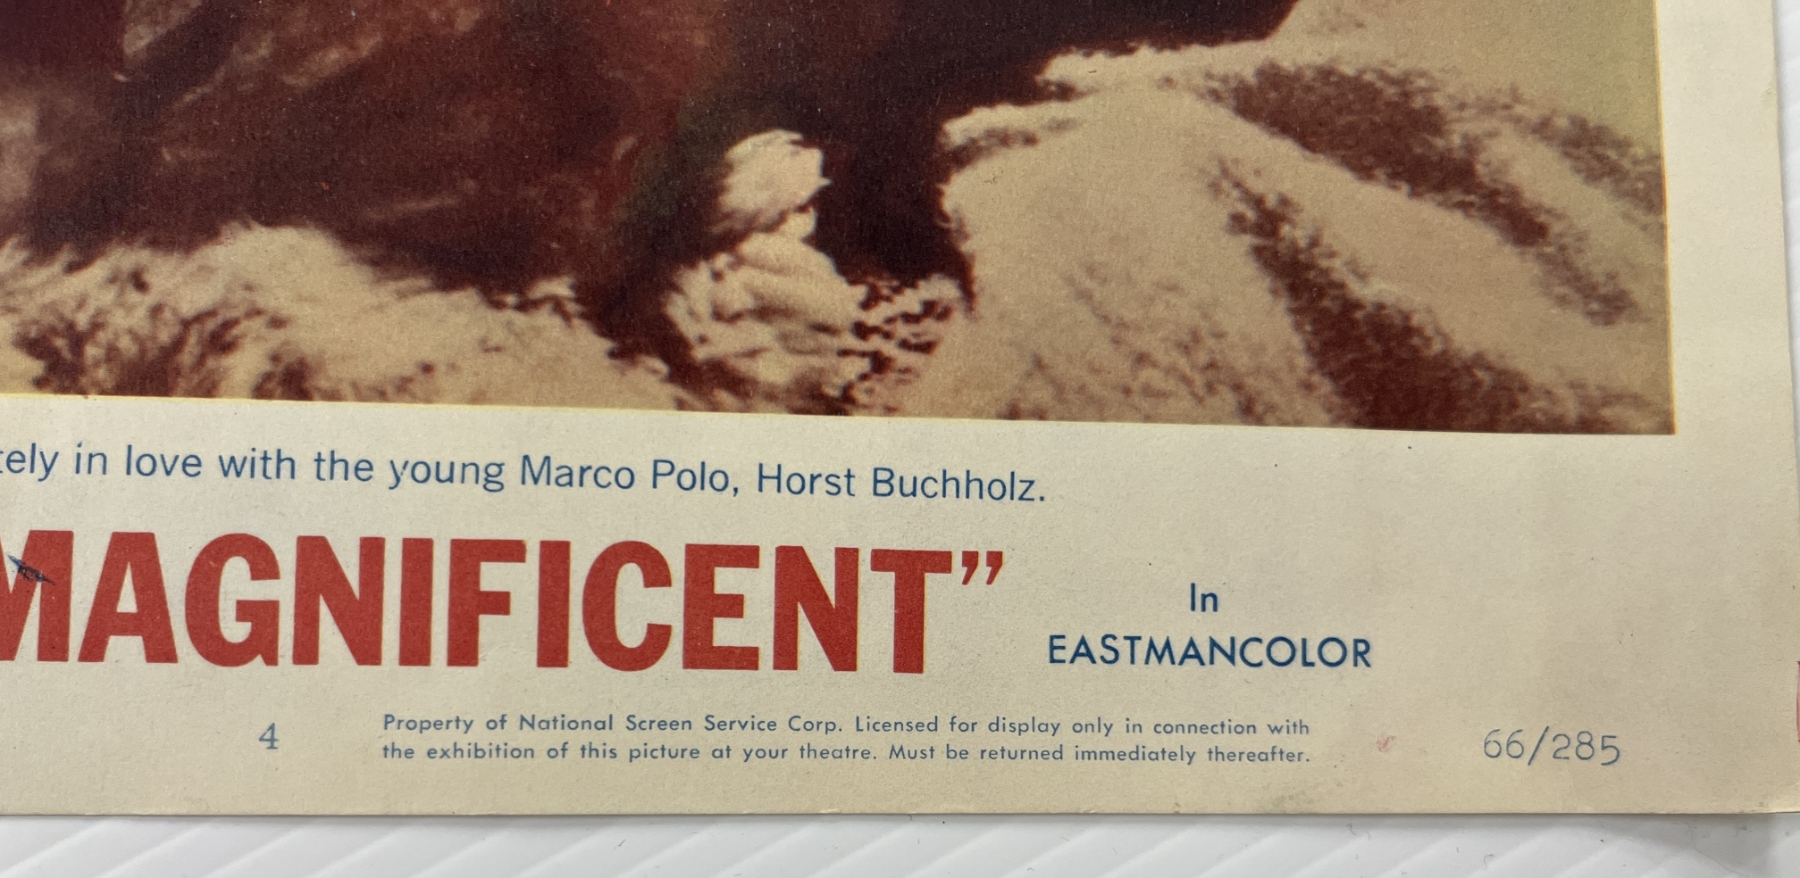 in love with the young Marco Polo, Horst Buchholz.
MAGNIFICENT”
In
EASTMANCOLOR
4
Property of National Screen Service Corp. Licensed for display only in connection with
the exhibition of this picture at your theatre. Must be returned immediately thereafter.
66/285